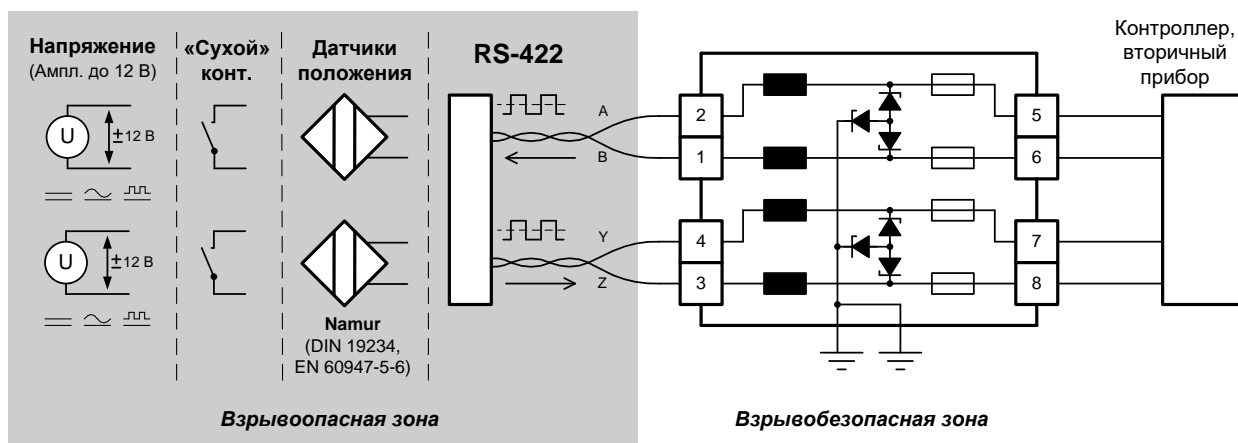 Напряжение
(Ампл. до 12 В)
«Сухой»
конт.
Датчики
положения
RS-422
Контроллер,
вторичный
прибор
U
±12 В
U
±12 В
Namur
(DIN 19234,
EN 60947-5-6)
A
B
Y
Z
2
1
4
3
5
6
7
8
Взрывоопасная зона
Взрывобезопасная зона